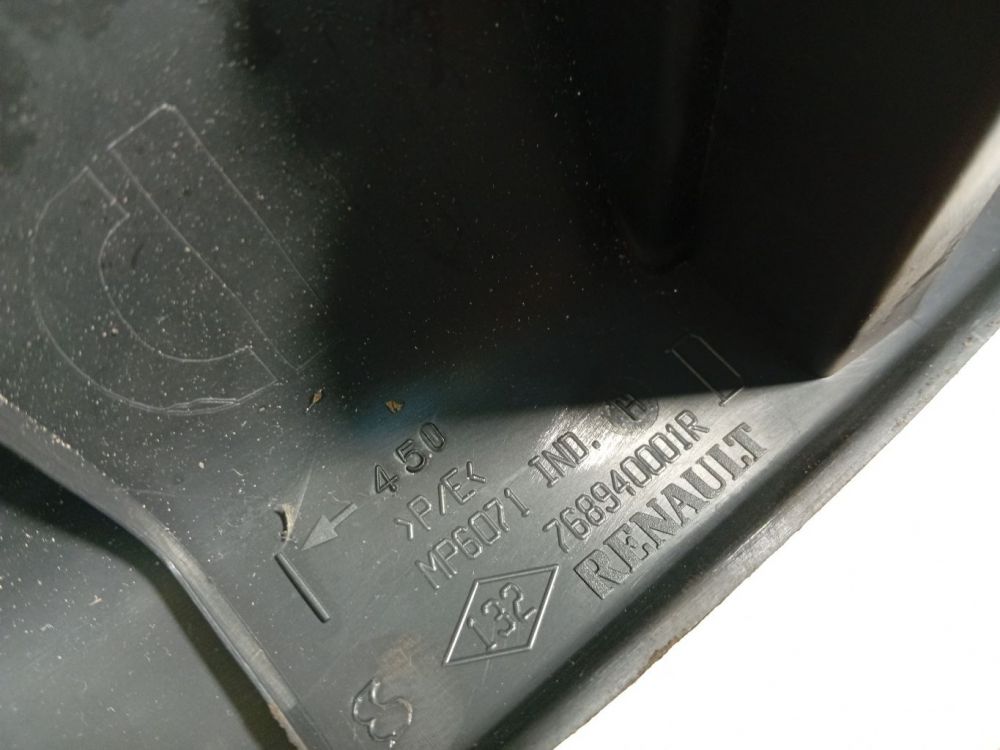 450
>P/E<
MP6071 IND. H
768940001R
RENAULT
132
D